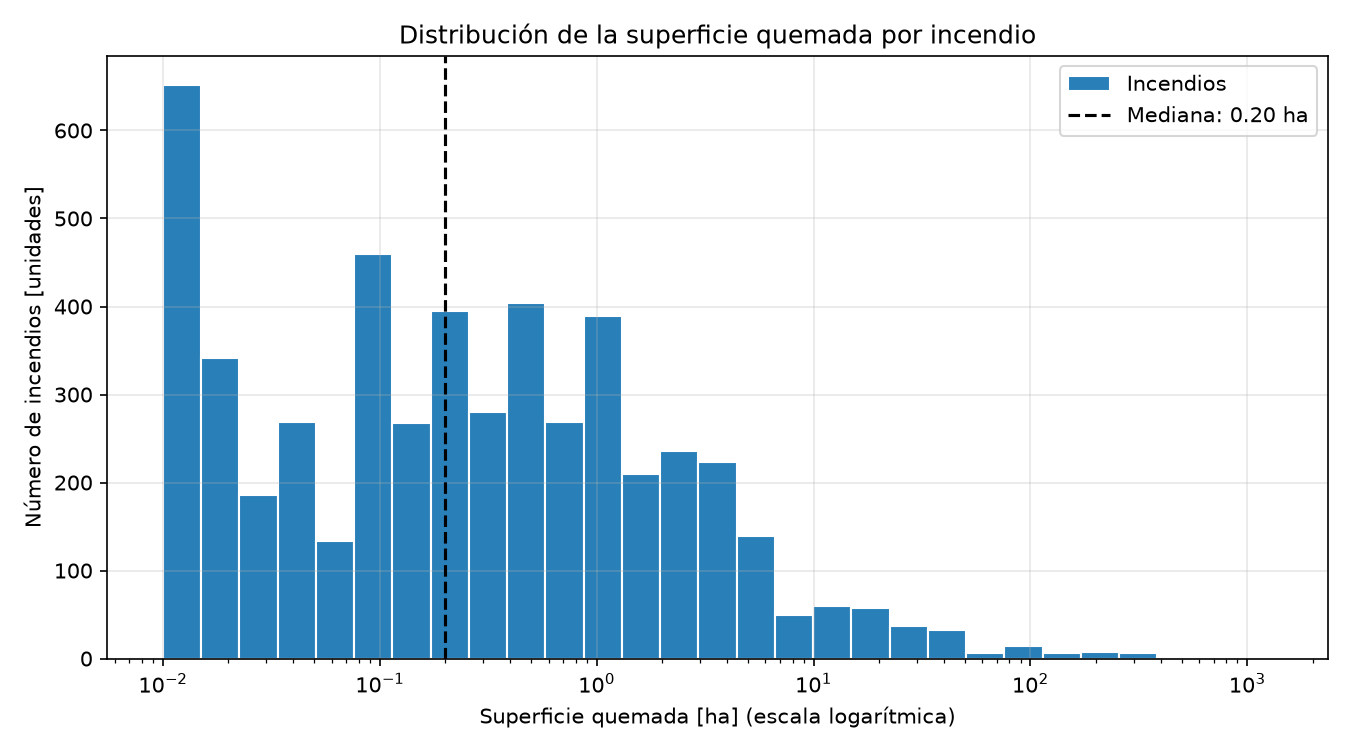 Distribución de la superficie quemada por incendio
Incendios
Mediana: 0.20 ha
Número de incendios [unidades]
600
500
400
300
200
100
0
10⁻² 10⁻¹ 10⁰ 10¹ 10² 10³
Superficie quemada [ha] (escala logarítmica)